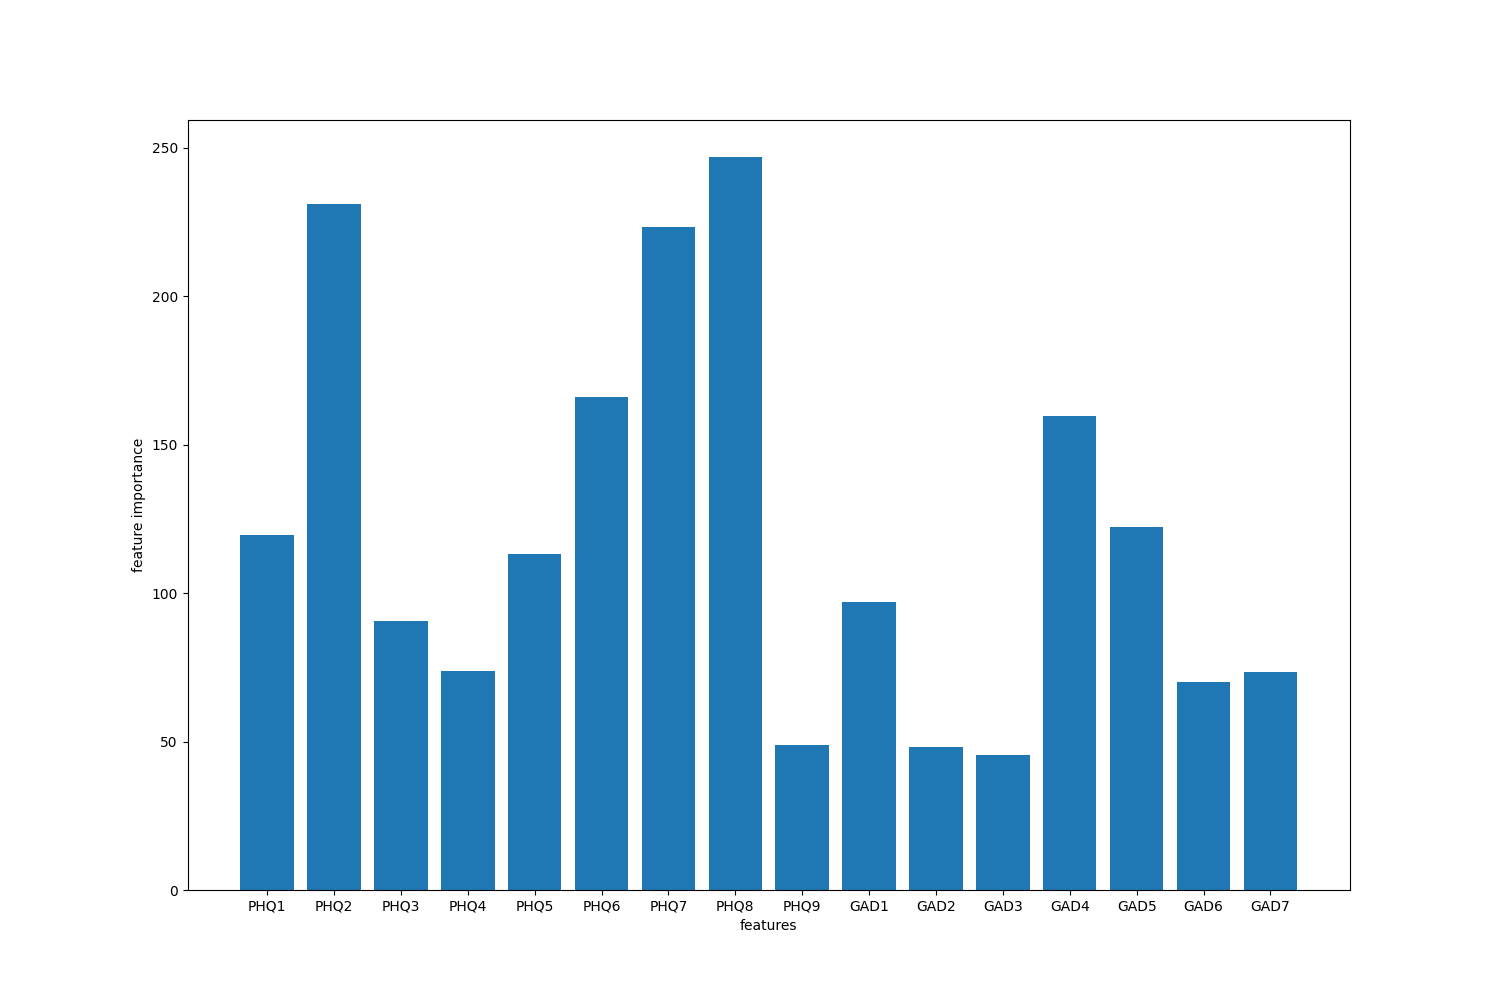 250
200
150
100
50
0
feature importance
PHQ1 PHQ2 PHQ3 PHQ4 PHQ5 PHQ6 PHQ7 PHQ8 PHQ9 GAD1 GAD2 GAD3 GAD4 GAD5 GAD6 GAD7
features